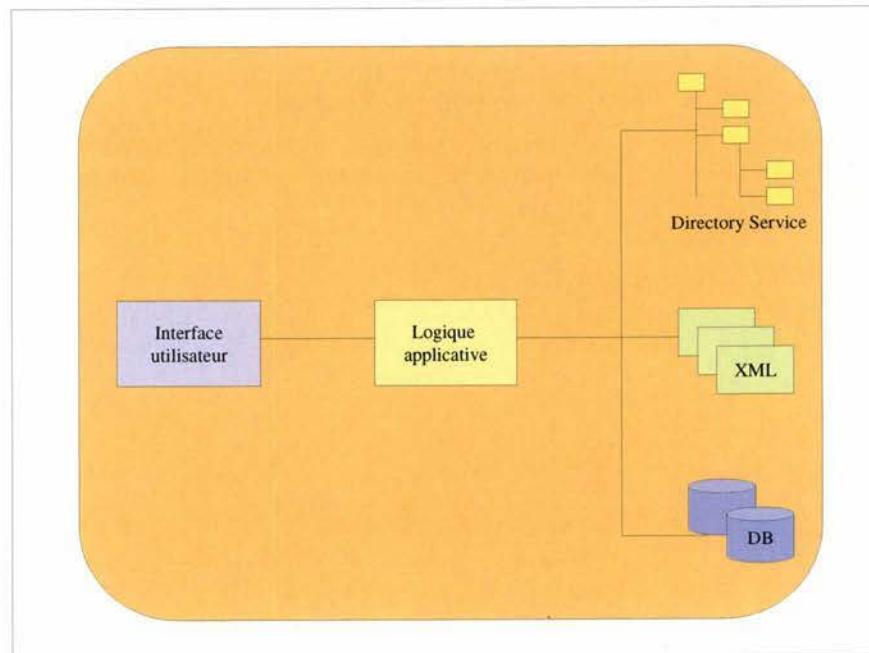 Directory Service
Interface
utilisateur
Logique
applicative
XML
DB